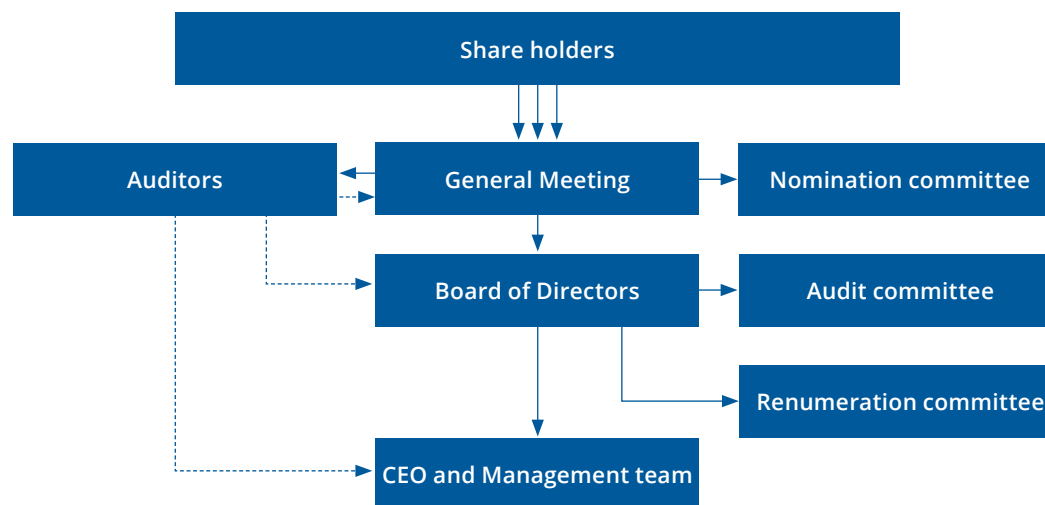 Share holders
Auditors
General Meeting
Nomination committee
Board of Directors
Audit committee
Renumeration committee
CEO and Management team